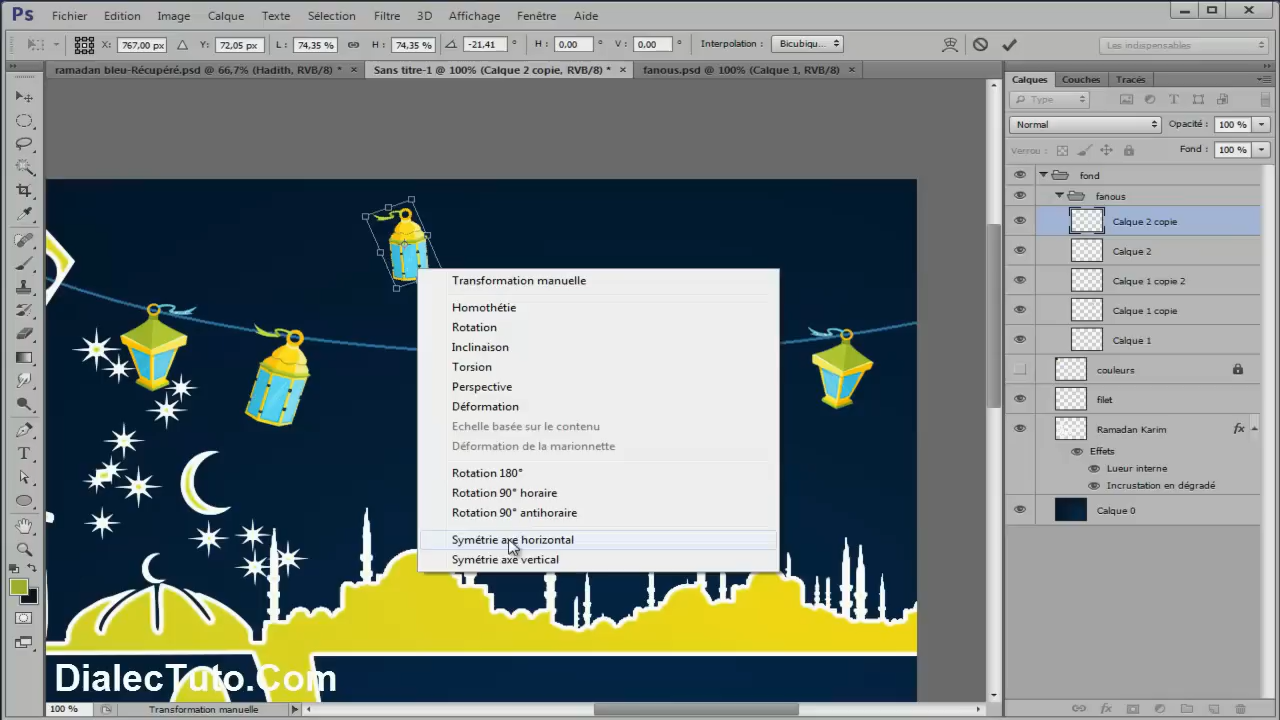 Ps Fichier Edition Image Calque Texte Sélection Filtre 3D Affichage Fenêtre Aide
X: 767,00 px Y: 72,05 px L: 74,35 % H: 74,35 % -21,41 ° H: 0,00 ° V: 0,00 ° Interpolation : Bicubiqu... Les indispensables
ramadan bleu-Récupéré.psd @ 66,7% (Hadith, RVB/8) * × Sans titre-1 @ 100% (Calque 2 copie, RVB/8) * × fanous.psd @ 100% (Calque 1, RVB/8) ×
Calques Couches Tracés
Type
Normal Opacité : 100 %
Verrou : Fond : 100 %
fond
fanous
Calque 2 copie
Calque 2
Calque 1 copie 2
Calque 1 copie
Calque 1
couleurs
filet
Ramadan Karim fx
Effets
Lueur interne
Incrustation en dégradé
Calque 0
Transformation manuelle
Homothétie
Rotation
Inclinaison
Torsion
Perspective
Déformation
Echelle basée sur le contenu
Déformation de la marionnette
Rotation 180°
Rotation 90° horaire
Rotation 90° antihoraire
Symétrie axe horizontal
Symétrie axe vertical
DialecTuto.Com
100 % Transformation manuelle